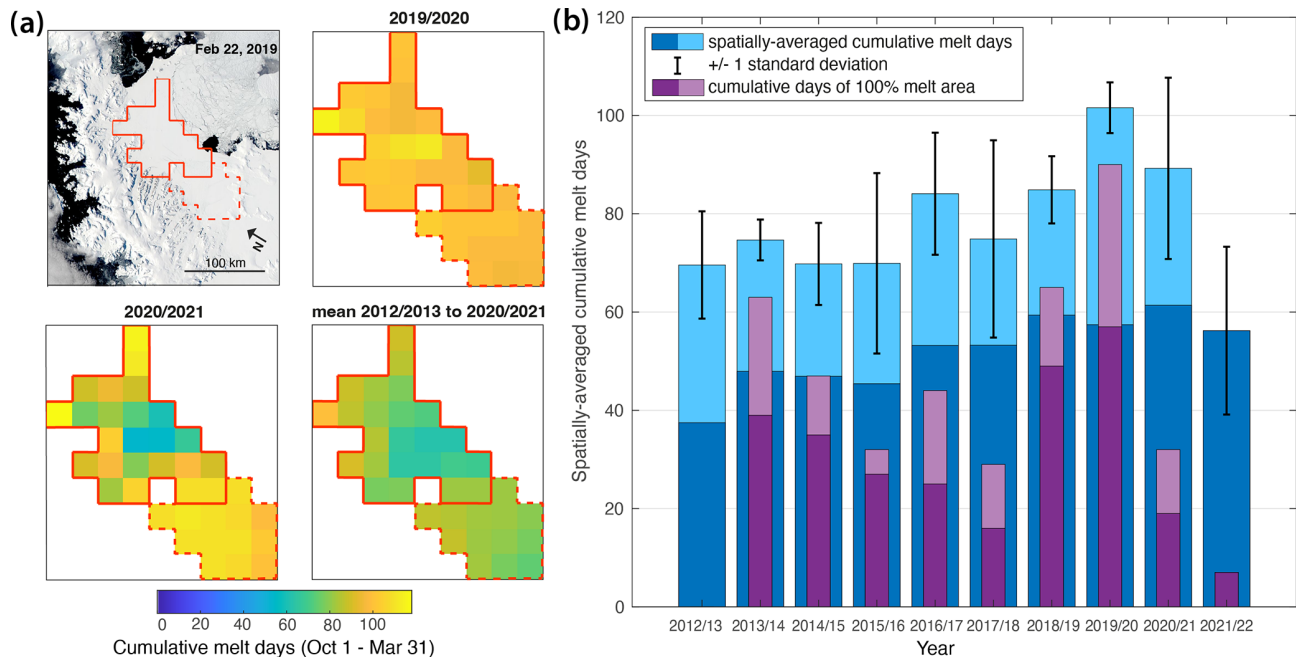 (a)
2019/2020
Feb 22, 2019
N
100 km
2020/2021
mean 2012/2013 to 2020/2021
0 20 40 60 80 100
Cumulative melt days (Oct 1 - Mar 31)
(b)
120
100
80
60
40
20
0
Spatially-averaged cumulative melt days
spatially-averaged cumulative melt days
+/- 1 standard deviation
cumulative days of 100% melt area
2012/13 2013/14 2014/15 2015/16 2016/17 2017/18 2018/19 2019/20 2020/21 2021/22
Year